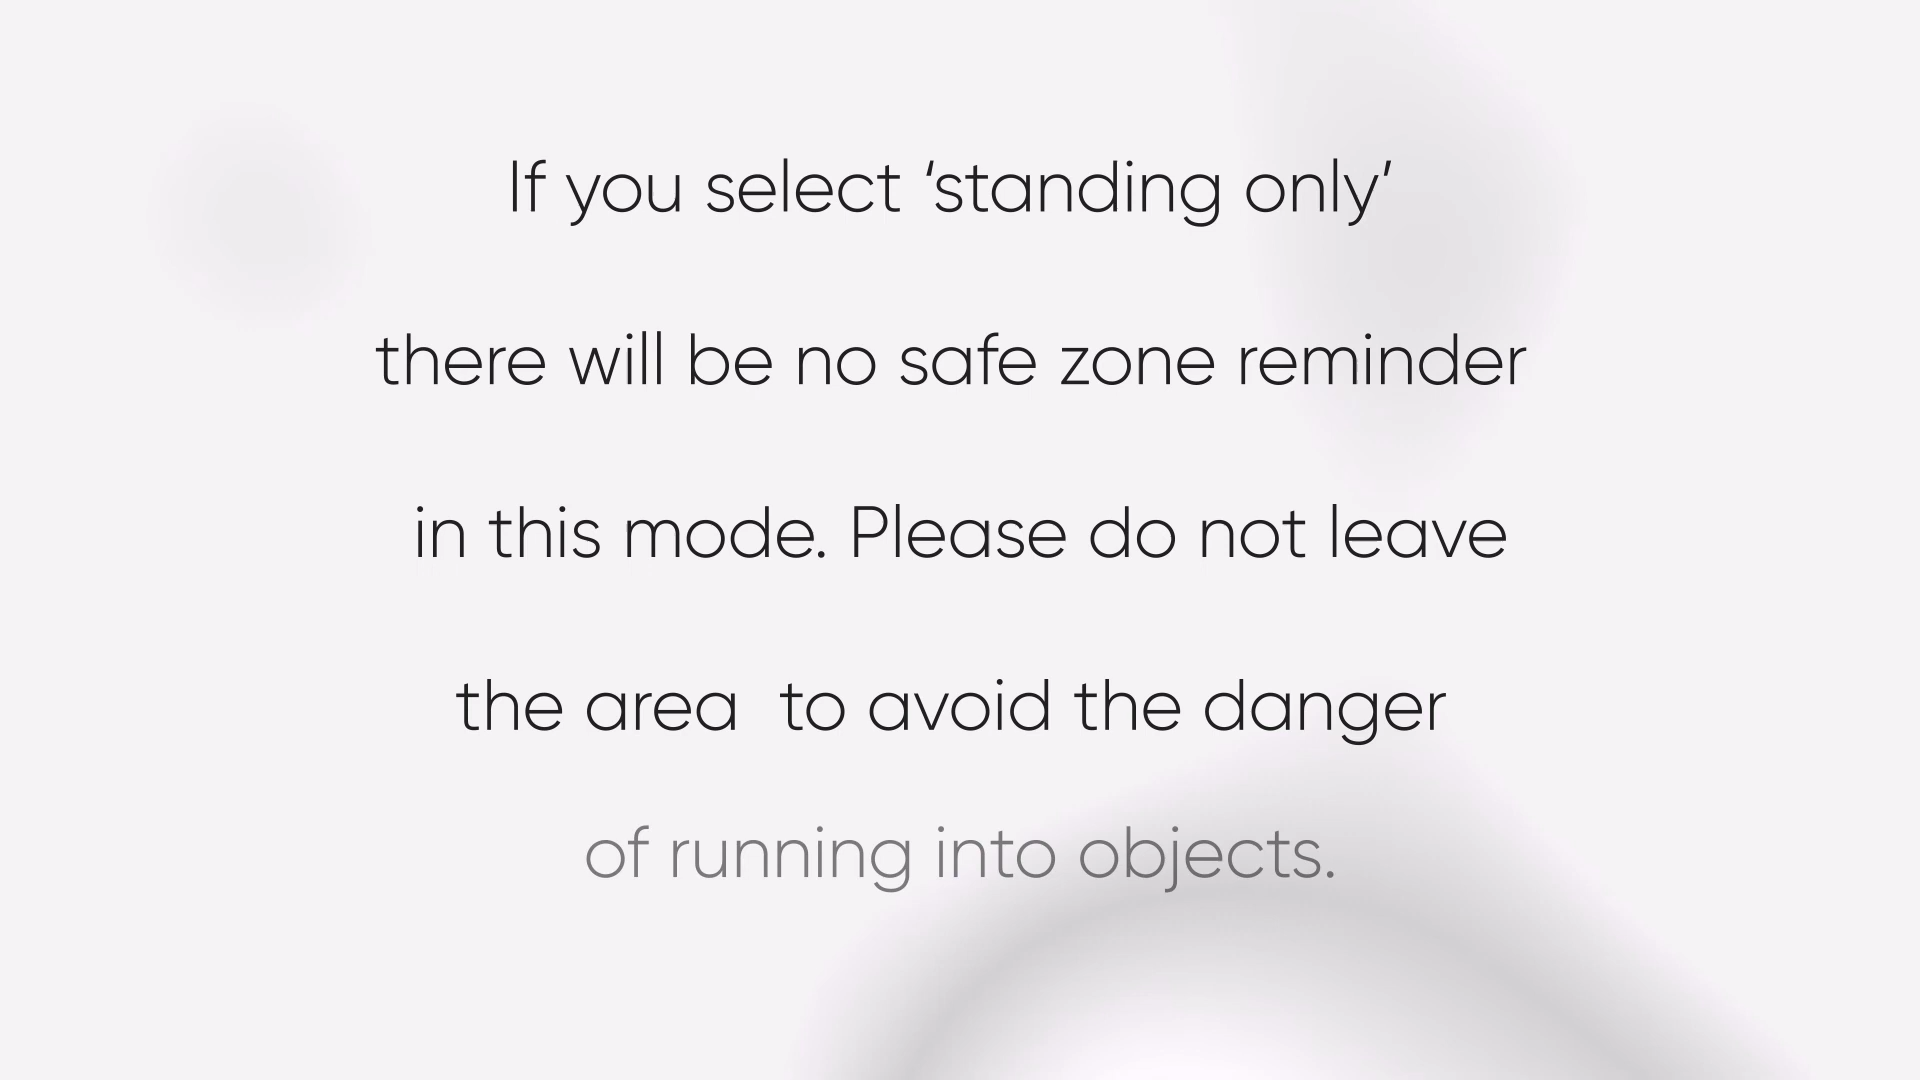 If you select ‘standing only’
there will be no safe zone reminder
in this mode. Please do not leave
the area  to avoid the danger
of running into objects.